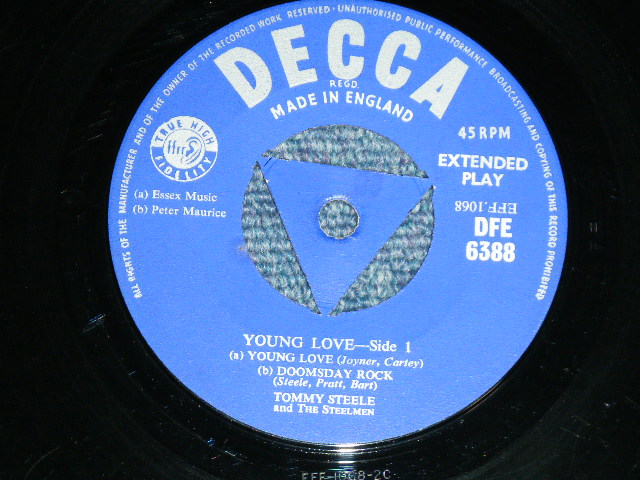 ALL RIGHTS OF THE MANUFACTURER AND OF THE OWNER OF THE RECORDED WORK RESERVED · UNAUTHORISED PUBLIC PERFORMANCE BROADCASTING AND COPYING OF THIS RECORD PROHIBITED
DECCA
REGD.
MADE IN ENGLAND
TRUE HIGH FIDELITY
ffrr
45 RPM
EXTENDED
PLAY
(a) Essex Music
(b) Peter Maurice
EFF.1068
DFE
6388
YOUNG LOVE—Side 1
(a) YOUNG LOVE (Joyner, Cartey)
(b) DOOMSDAY ROCK
(Steele, Pratt, Bart)
TOMMY STEELE
and THE STEELMEN